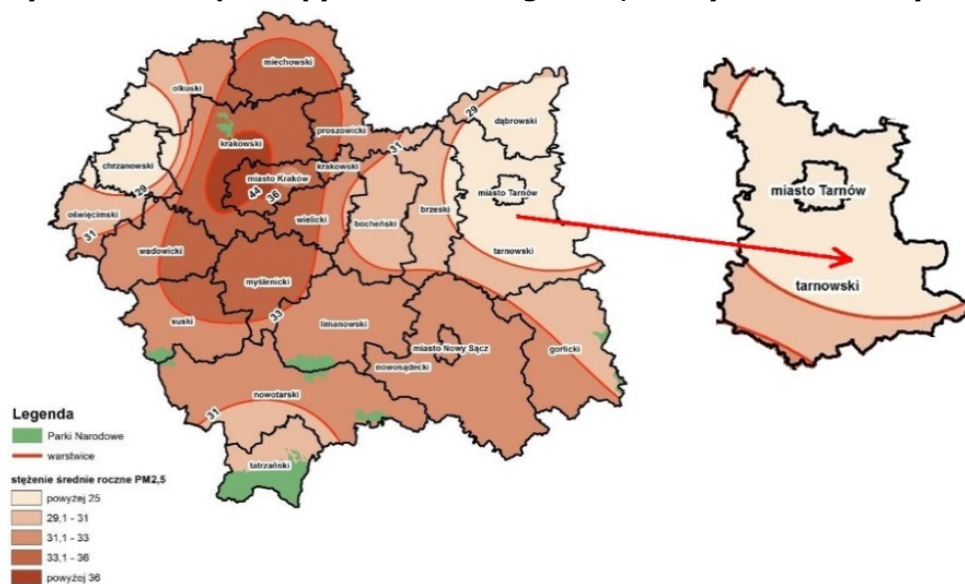 miechowski
olkuski
29
dąbrowski
krakowski
proszowicki
31
chrzanowski
miasto Kraków
krakowski
miasto Tarnów
miasto Tarnów
29
44
36
oświęcimski
wielicki
bocheński
brzeski
31
wadowicki
tarnowski
tarnowski
myślenicki
33
suski
limanowski
miasto Nowy Sącz
gorlicki
nowosądecki
nowotarski
31
tatrzański
Legenda
Parki Narodowe
warstwice
stężenie średnie roczne PM2,5
powyżej 25
29,1 - 31
31,1 - 33
33,1 - 36
powyżej 36